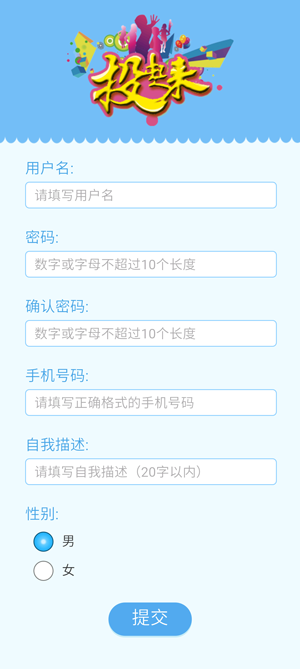 投起来
用户名:
请填写用户名
密码:
数字或字母不超过10个长度
确认密码:
数字或字母不超过10个长度
手机号码:
请填写正确格式的手机号码
自我描述:
请填写自我描述（20字以内）
性别:
男
女
提交